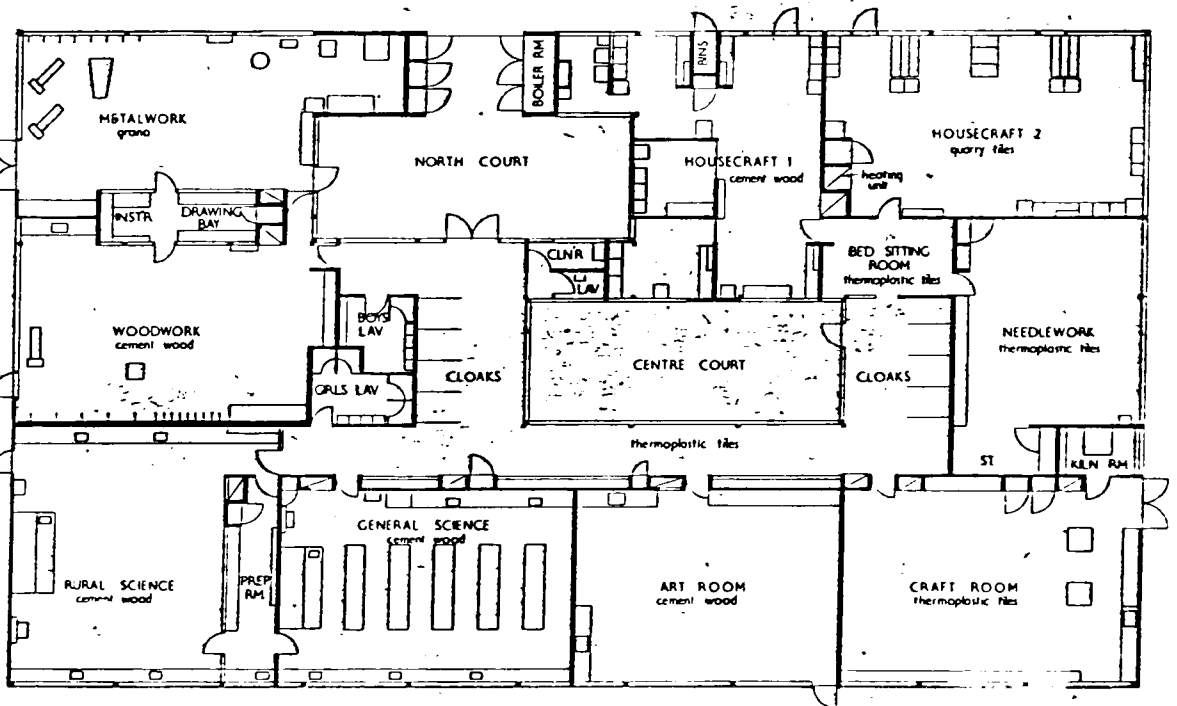 BOILER RM
BINS
METALWORK
grano
NORTH COURT
HOUSECRAFT 1
cement wood
HOUSECRAFT 2
quarry tiles
heating
unit
INSTR
DRAWING
BAY
CLN'R
LAV
BED SITTING
ROOM
thermoplastic tiles
WOODWORK
cement wood
BOYS
LAV
GRLS LAV
CLOAKS
CENTRE COURT
CLOAKS
NEEDLEWORK
thermoplastic tiles
thermoplastic tiles
ST
KILN RM
RURAL SCIENCE
cement wood
PREP
RM
GENERAL SCIENCE
cement wood
ART ROOM
cement wood
CRAFT ROOM
thermoplastic tiles